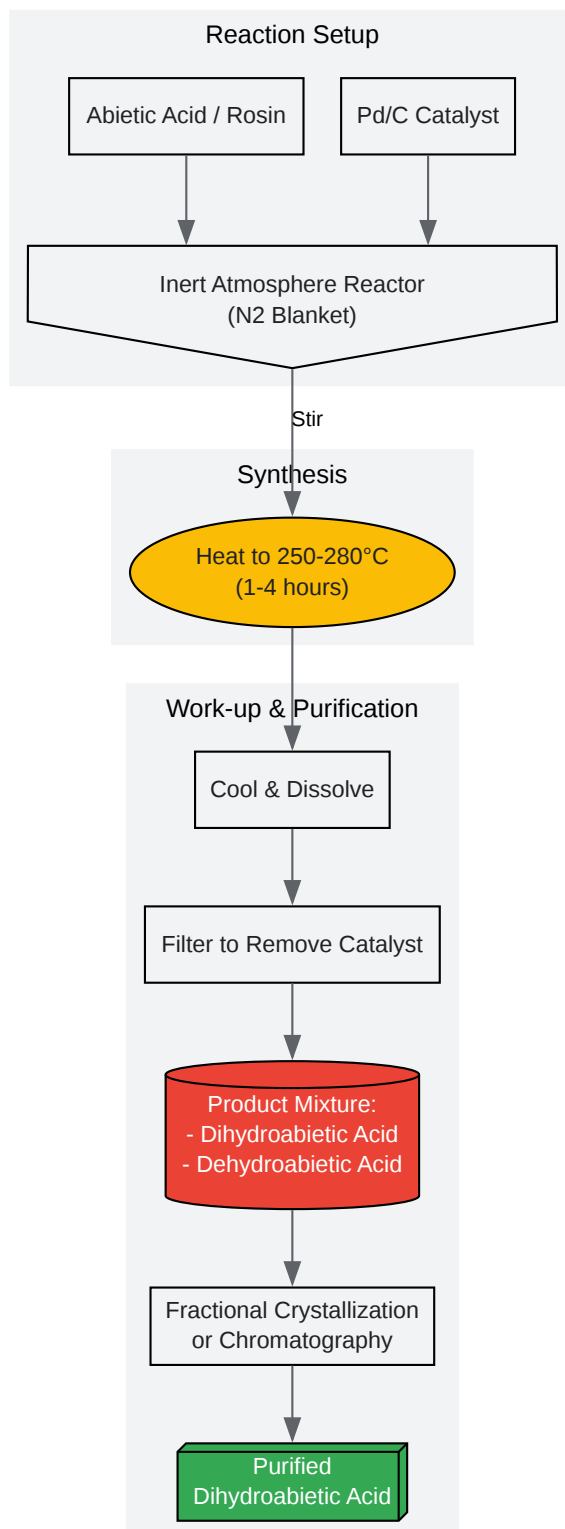 Reaction Setup
Abietic Acid / Rosin
Pd/C Catalyst
Inert Atmosphere Reactor
(N2 Blanket)
Stir
Synthesis
Heat to 250-280°C
(1-4 hours)
Work-up & Purification
Cool & Dissolve
Filter to Remove Catalyst
Product Mixture:
- Dihydroabietic Acid
- Dehydroabietic Acid
Fractional Crystallization
or Chromatography
Purified
Dihydroabietic Acid